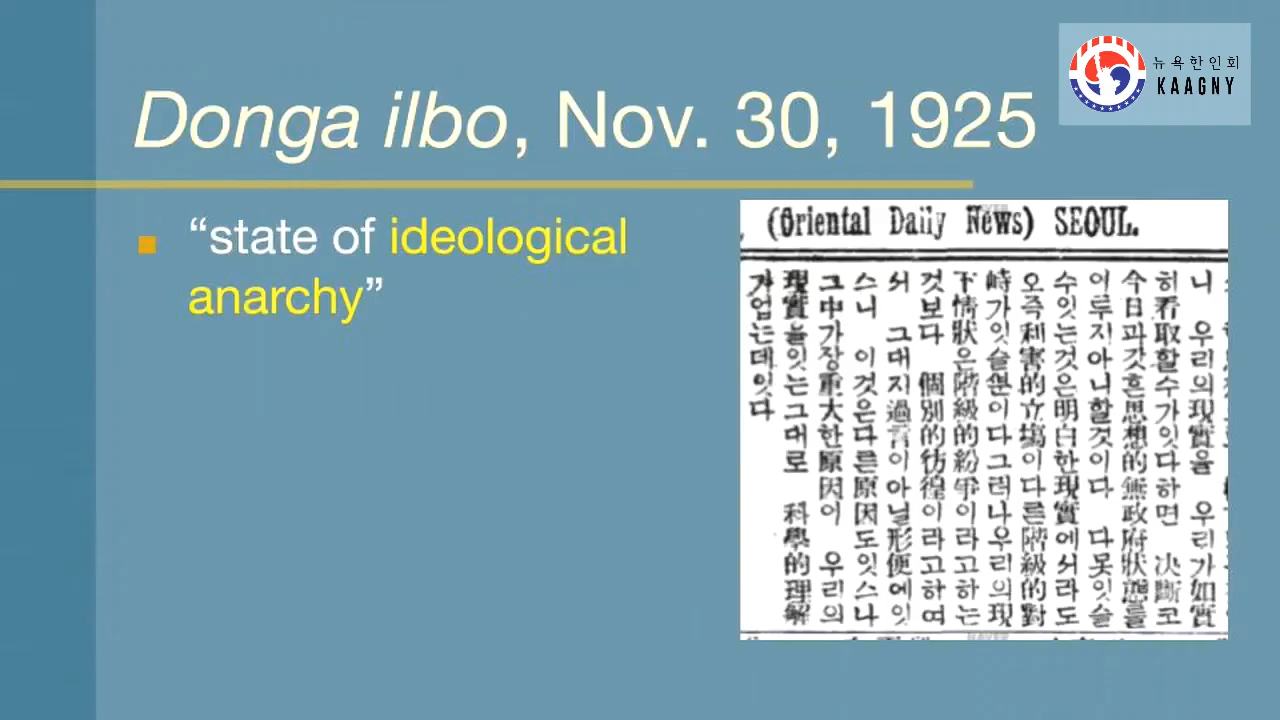 Donga ilbo, Nov. 30, 1925
뉴욕한인회
KAAGNY
“state of ideological
anarchy”
(Oriental Daily News) SEOUL.
니 우리의現實을 우리가如實
히看取할수가잇다하면 決斷코
今日과갓흔思想的無政府狀態를
이루지아니할것이다 다못잇슬
수잇는것은明白한現實에서라도
오즉利害的立場이다른階級的對
峙가잇슬뿐이다그러나우리의現
下情狀은階級的紛爭이라고하는
것보다 個別的彷徨이라고하여
서 그대지過言이아닐形便에잇
스니 이것은다른原因도잇스나
그中가장重大한原因이 우리의
現實을잇는그대로 科學的理解
가업는데잇다